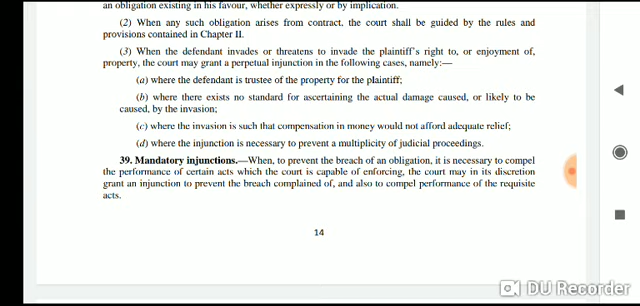 an obligation existing in his favour, whether expressly or by implication.
(2) When any such obligation arises from contract, the court shall be guided by the rules and
provisions contained in Chapter II.
(3) When the defendant invades or threatens to invade the plaintiff's right to, or enjoyment of,
property, the court may grant a perpetual injunction in the following cases, namely:—
(a) where the defendant is trustee of the property for the plaintiff;
(b) where there exists no standard for ascertaining the actual damage caused, or likely to be
caused, by the invasion;
(c) where the invasion is such that compensation in money would not afford adequate relief;
(d) where the injunction is necessary to prevent a multiplicity of judicial proceedings.
39. Mandatory injunctions.—When, to prevent the breach of an obligation, it is necessary to compel
the performance of certain acts which the court is capable of enforcing, the court may in its discretion
grant an injunction to prevent the breach complained of, and also to compel performance of the requisite
acts.
14
DU Recorder